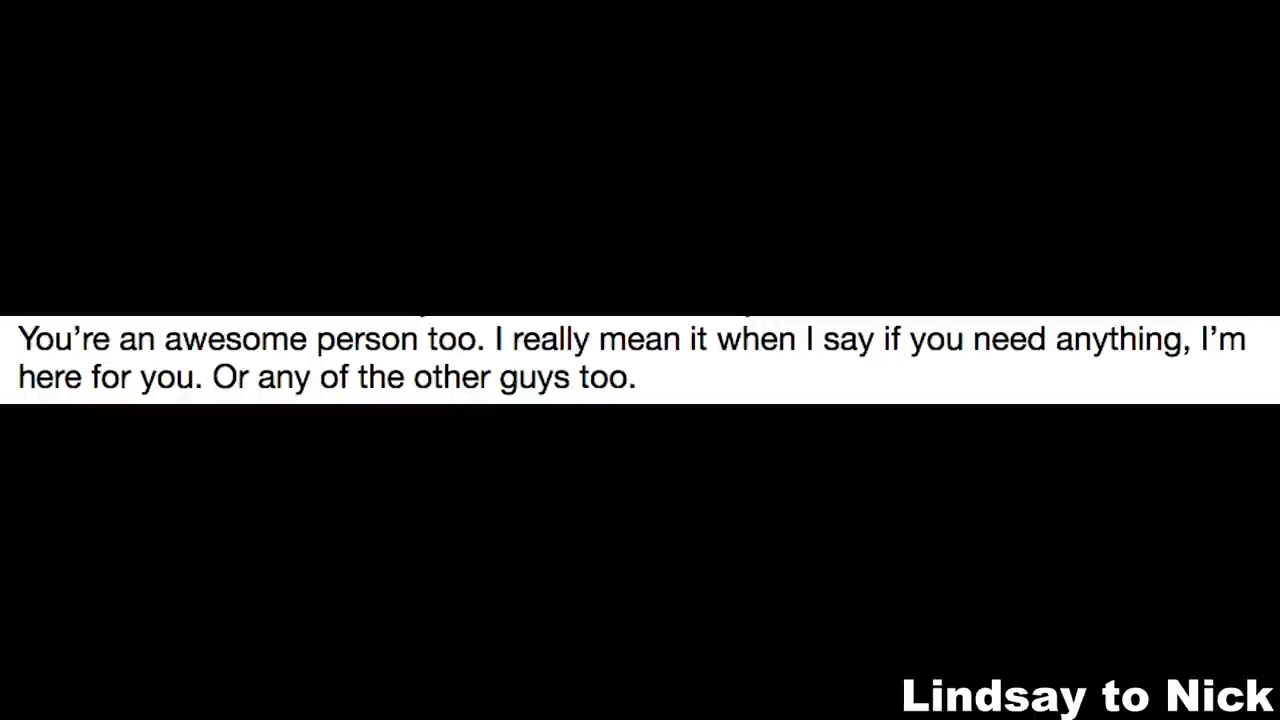 You’re an awesome person too. I really mean it when I say if you need anything, I’m
here for you. Or any of the other guys too.
Lindsay to Nick